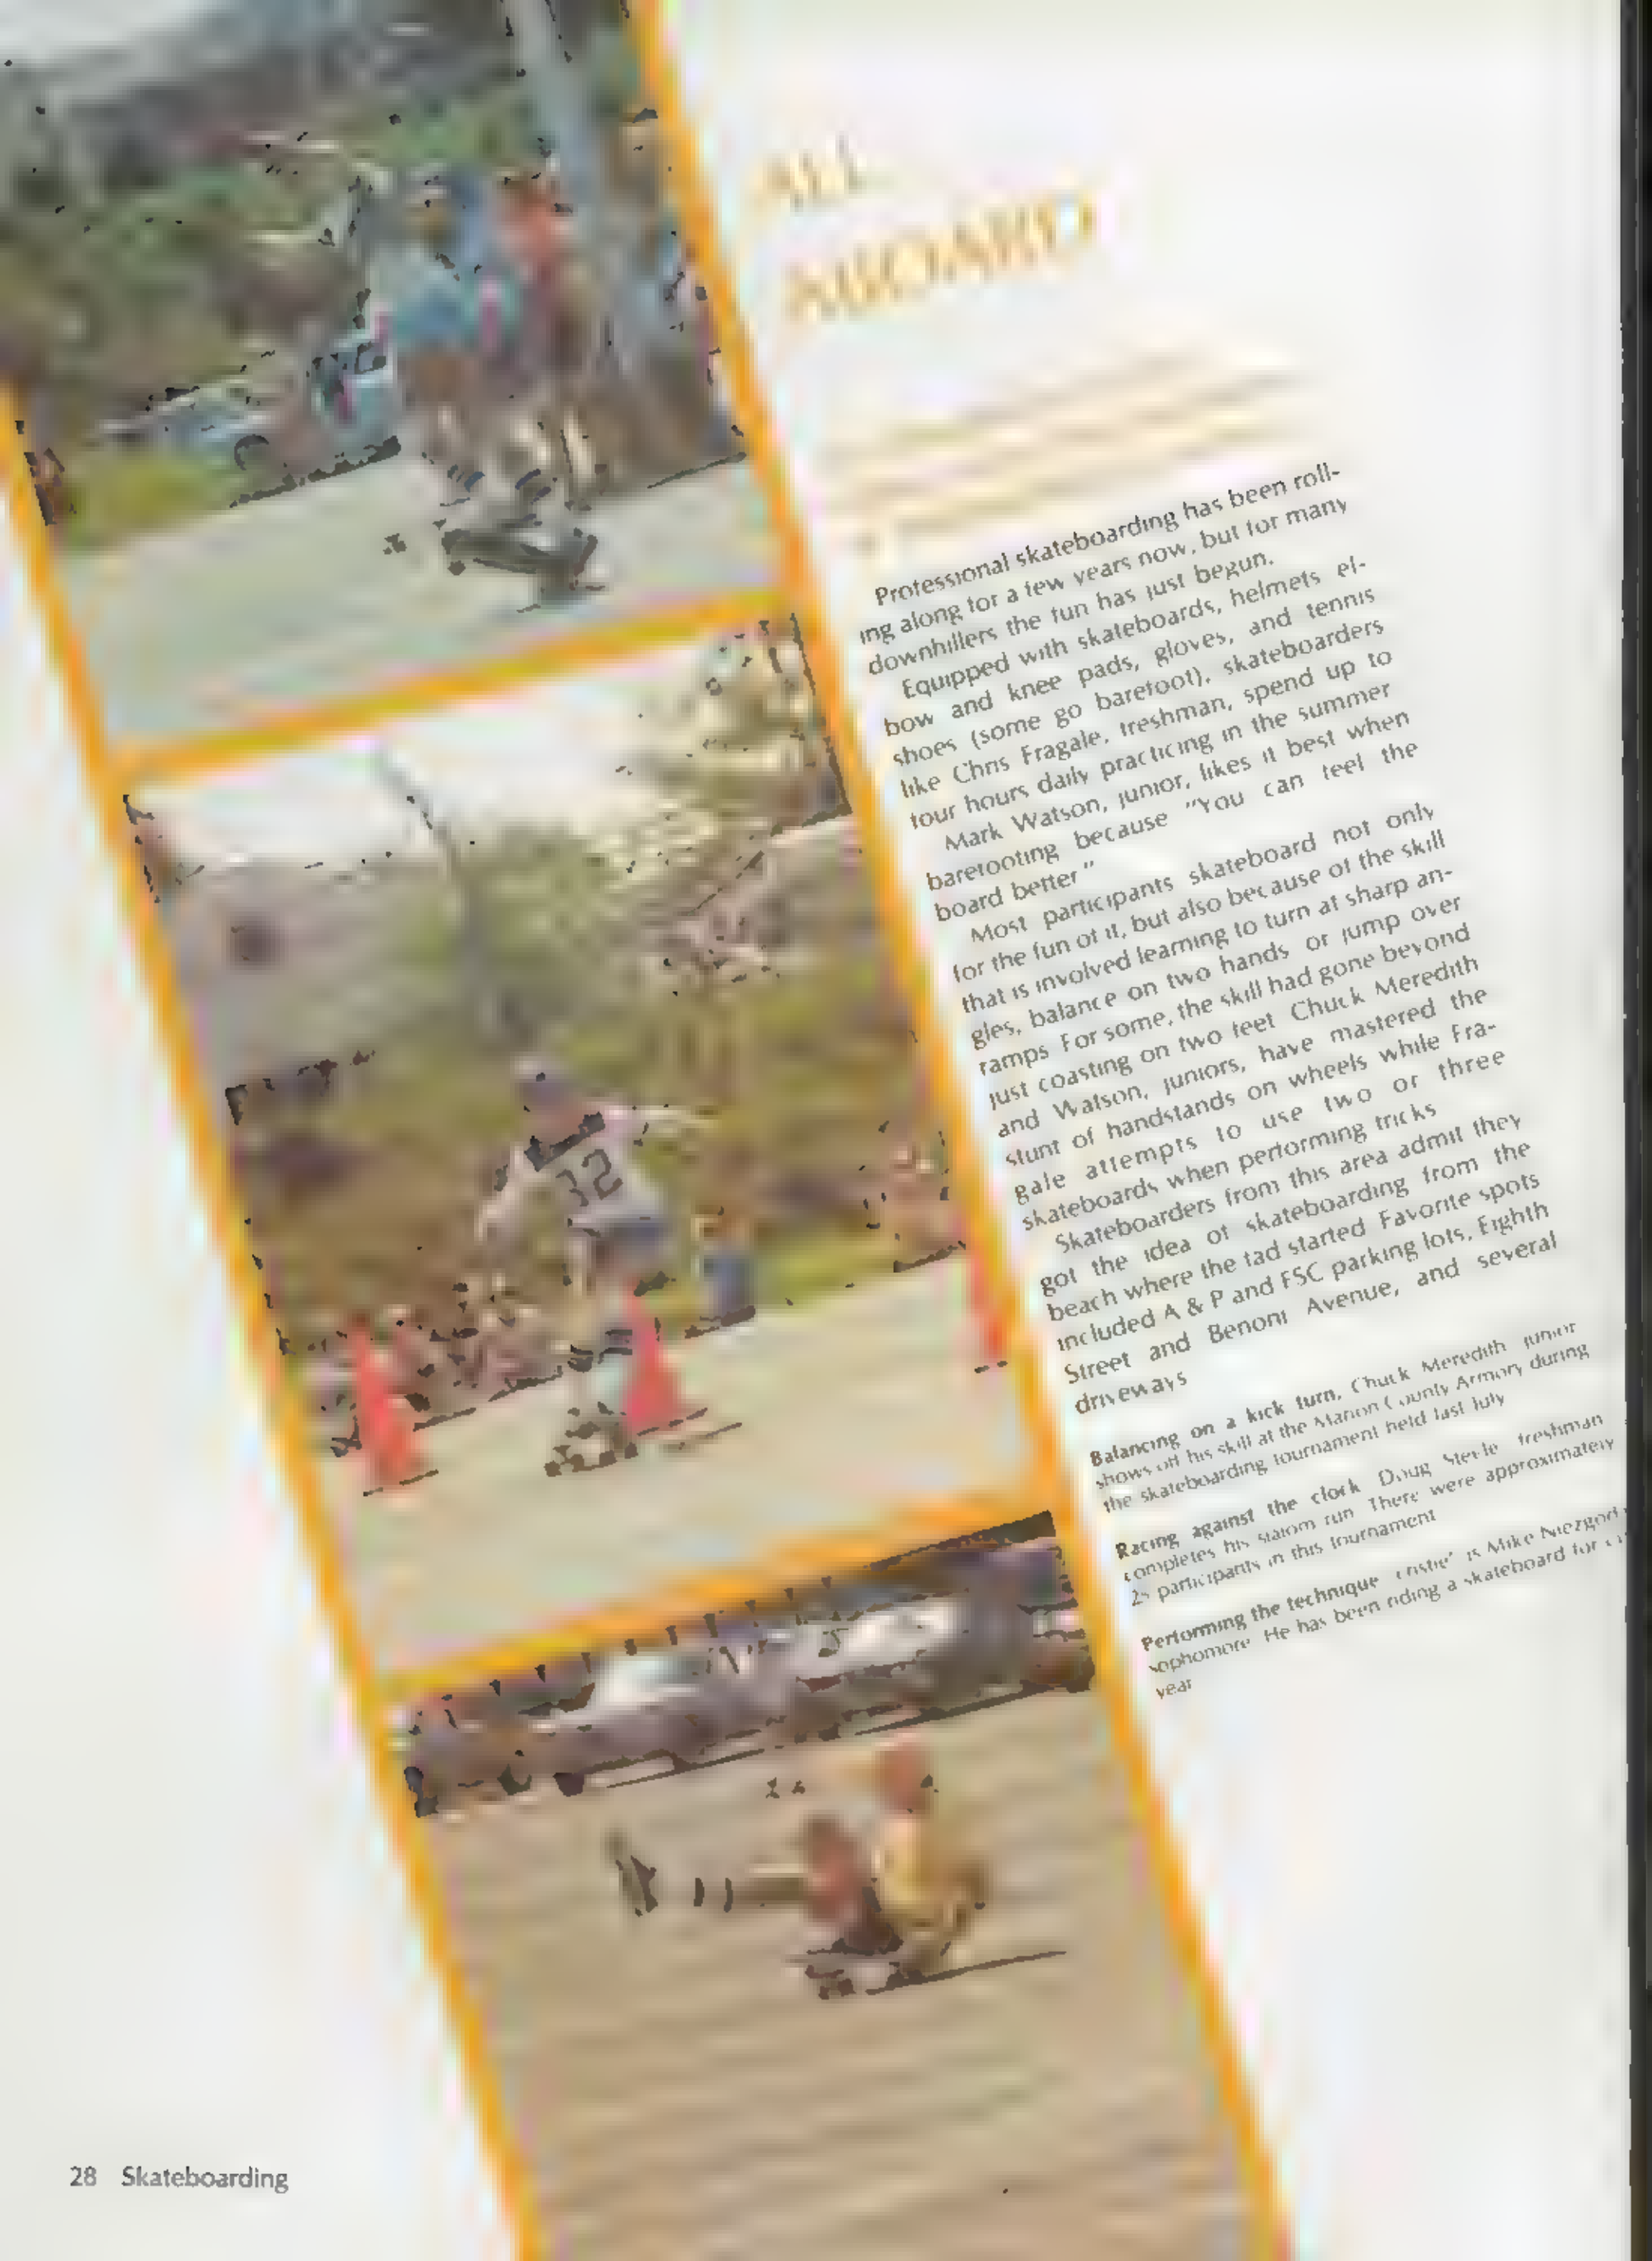 ALL
ABOARD
Professional skateboarding has been roll-
ing along for a few years now, but for many
downhillers the fun has just begun.
Equipped with skateboards, helmets el-
bow and knee pads, gloves, and tennis
shoes (some go barefoot), skateboarders
like Chris Fragale, freshman, spend up to
four hours daily practicing in the summer
Mark Watson, junior, likes it best when
barefooting because "You can feel the
board better"
Most participants skateboard not only
for the fun of it, but also because of the skill
that is involved learning to turn at sharp an-
gles, balance on two hands or jump over
ramps For some, the skill had gone beyond
just coasting on two feet Chuck Meredith
and Watson, juniors, have mastered the
stunt of handstands on wheels while Fra-
gale attempts to use two or three
skateboards when performing tricks
Skateboarders from this area admit they
got the idea of skateboarding from the
beach where the fad started Favorite spots
included A & P and FSC parking lots, Eighth
Street and Benoni Avenue, and several
driveways
Balancing on a kick turn, Chuck Meredith junior
shows off his skill at the Marion County Armory during
the skateboarding tournament held last July
Racing against the clock Doug Steele freshman
completes his slalom run There were approximately
25 participants in this tournament
Performing the technique is Mike
sophomore He has been riding a skateboard for
year
32
28 Skateboarding